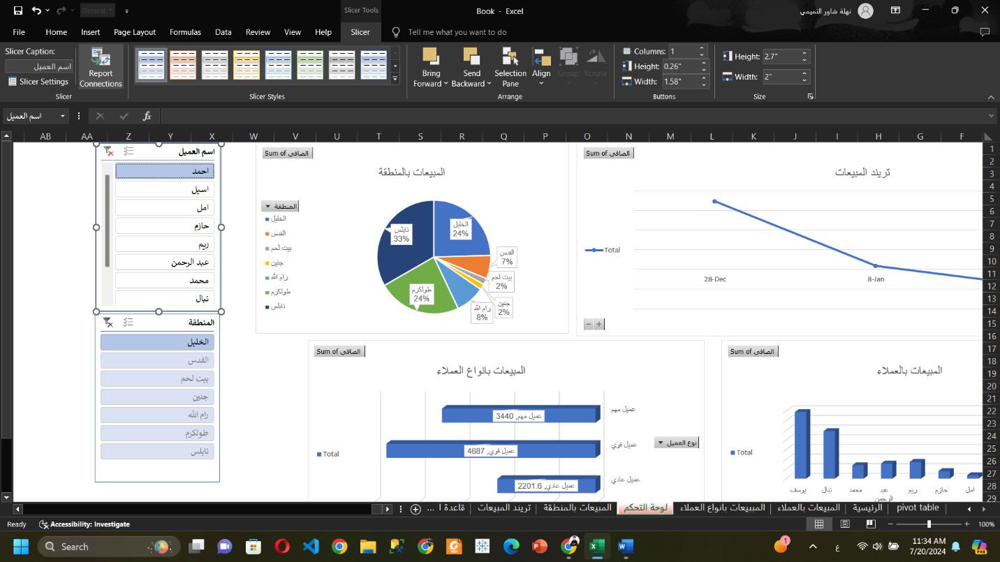 General
Slicer Tools
Book - Excel
نهلة شاور التميمي
File Home Insert Page Layout Formulas Data Review View Help Slicer Tell me what you want to do
Slicer Caption:
اسم العميل
Slicer Settings
Report Connections
Slicer
Slicer Styles
Bring Forward
Send Backward
Selection Pane
Align
Group
Rotate
Arrange
Columns: 1
Height: 0.26"
Width: 1.58"
Buttons
Height: 2.7"
Width: 2"
Size
اسم العميل
fx
AB AA Z Y X W V U T S R Q P O N M L K J I H G F
1
2
3
4
5
6
7
8
9
10
11
12
13
14
15
16
17
18
19
20
21
22
23
24
25
26
27
28
29
اسم العميل
احمد
اسيل
امل
حازم
ريم
عبد الرحمن
محمد
نبال
المنطقة
الخليل
القدس
بيت لحم
جنين
رام الله
طولكرم
نابلس
Sum of الصافي
المبيعات بالمنطقة
المنطقة
الخليل
القدس
بيت لحم
جنين
رام الله
طولكرم
نابلس
الخليل
24%
القدس
7%
بيت لحم
2%
جنين
2%
رام الله
8%
طولكرم
24%
نابلس
33%
Sum of الصافي
تريند المبيعات
Total
28-Dec
8-Jan
Sum of الصافي
المبيعات بانواع العملاء
عميل مهم, 3440
عميل مهم
عميل قوي, 4687
عميل قوي
عميل عادي, 2201.6
عميل عادي
Total
نوع العميل
Sum of الصافي
المبيعات بالعملاء
Total
يوسف
نبال
محمد
عبد الرحمن
ريم
حازم
امل
... قاعدة ا
تريند المبيعات
المبيعات بالمنطقة
لوحة التحكم
المببيعات بانواع العملاء
المبيعات بالعملاء
الرئيسية
pivot table
Ready
Accessibility: Investigate
100%
Search
1
ع
11:34 AM
7/20/2024
PRE